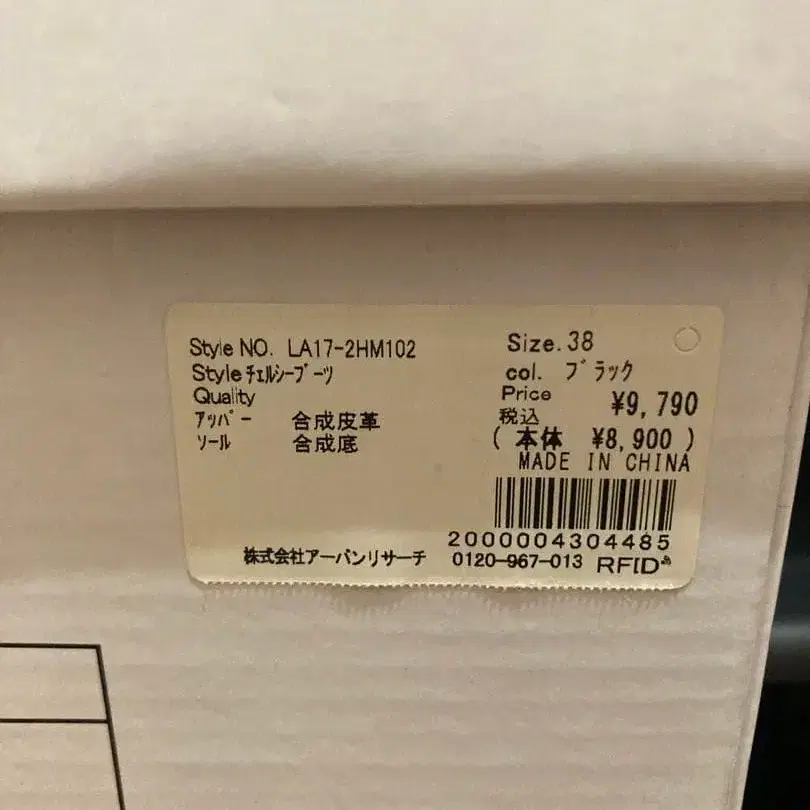 Style NO. LA17-2HM102
Style ﾁｪﾙｼｰﾌﾞｰﾂ
Quality
ｱｯﾊﾟｰ 合成皮革
ｿｰﾙ 合成底
Size.38
col. ブラック
Price
税込 ¥9,790
( 本体 ¥8,900 )
MADE IN CHINA
2000004304485
株式会社アーバンリサーチ 0120-967-013 RFID